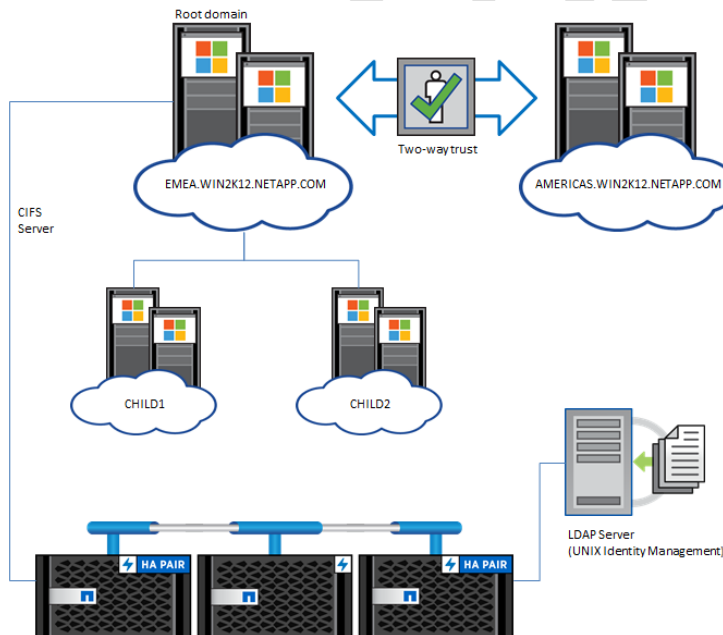 Root domain
Two-way trust
EMEA.WIN2K12.NETAPP.COM
AMERICAS.WIN2K12.NETAPP.COM
CIFS
Server
CHILD1
CHILD2
LDAP Server
(UNIX Identity Management)
HA PAIR
HA PAIR